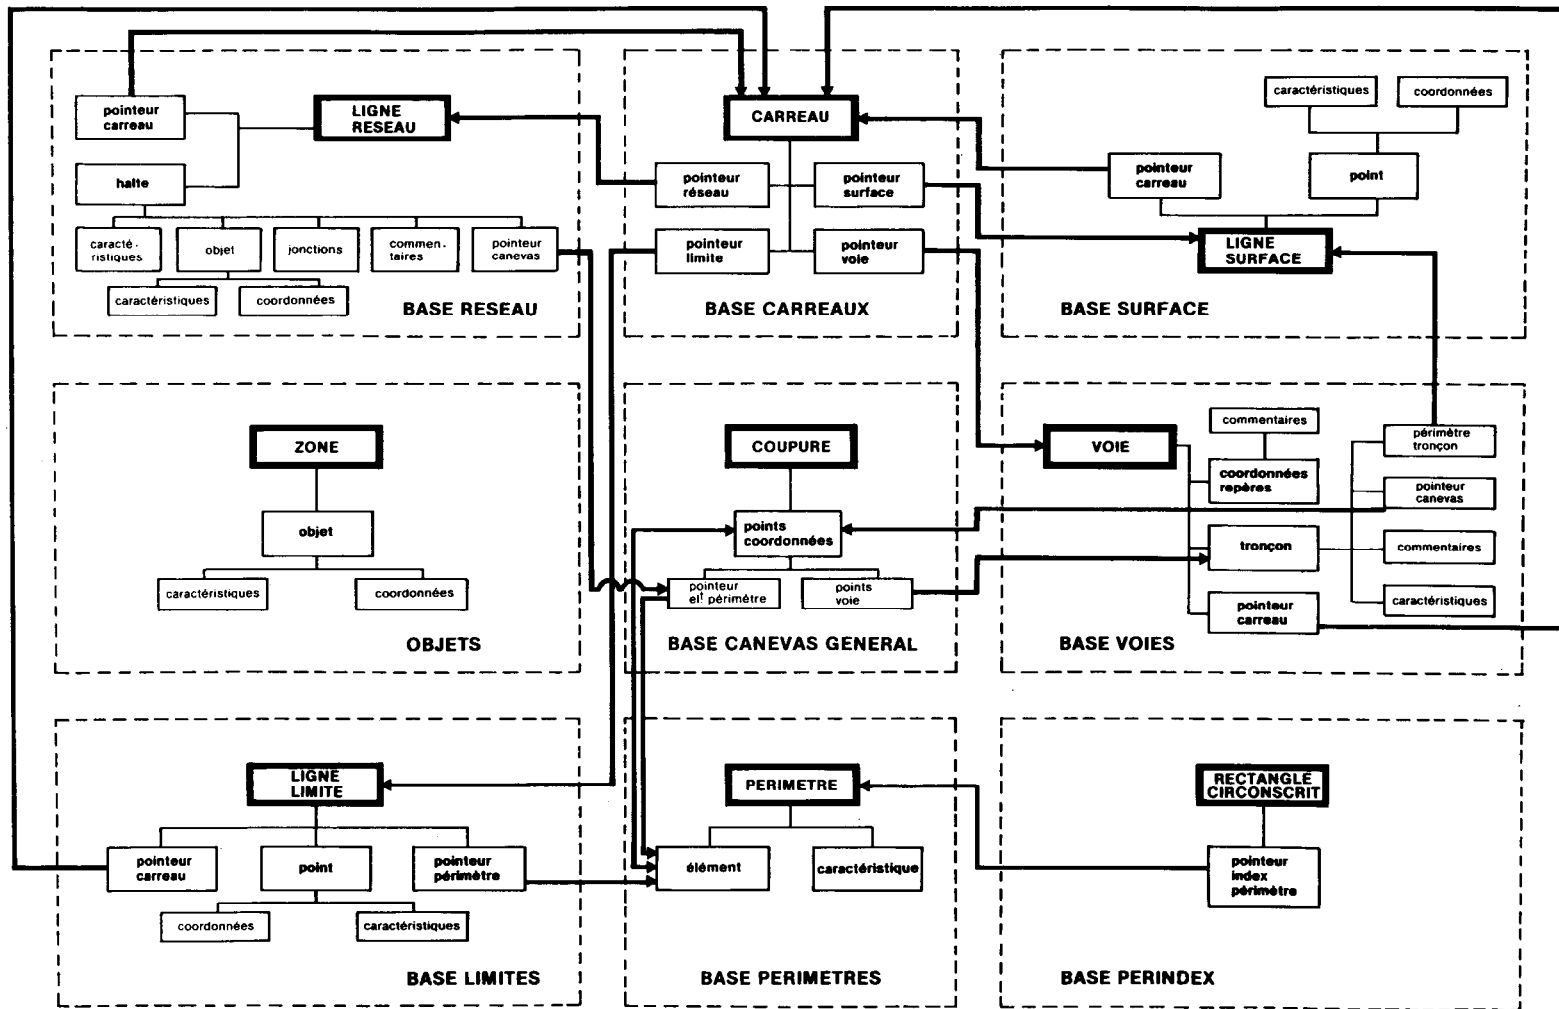 pointeur
carreau
LIGNE
RESEAU
halte
caracté-
ristiques
objet
jonctions
commen-
taires
pointeur
canevas
caractéristiques
coordonnées
BASE RESEAU
CARREAU
pointeur
réseau
pointeur
surface
pointeur
limite
pointeur
voie
BASE CARREAUX
caractéristiques
coordonnées
pointeur
carreau
point
LIGNE
SURFACE
BASE SURFACE
ZONE
objet
caractéristiques
coordonnées
OBJETS
COUPURE
points
coordonnées
pointeur
elt périmètre
points
voie
BASE CANEVAS GENERAL
VOIE
commentaires
coordonnées
repères
tronçon
pointeur
carreau
périmètre
tronçon
pointeur
canevas
commentaires
caractéristiques
BASE VOIES
LIGNE
LIMITE
pointeur
carreau
point
pointeur
périmètre
coordonnées
caractéristiques
BASE LIMITES
PERIMETRE
élément
caractéristique
BASE PERIMETRES
RECTANGLE
CIRCONSCRIT
pointeur
index
périmètre
BASE PERINDEX